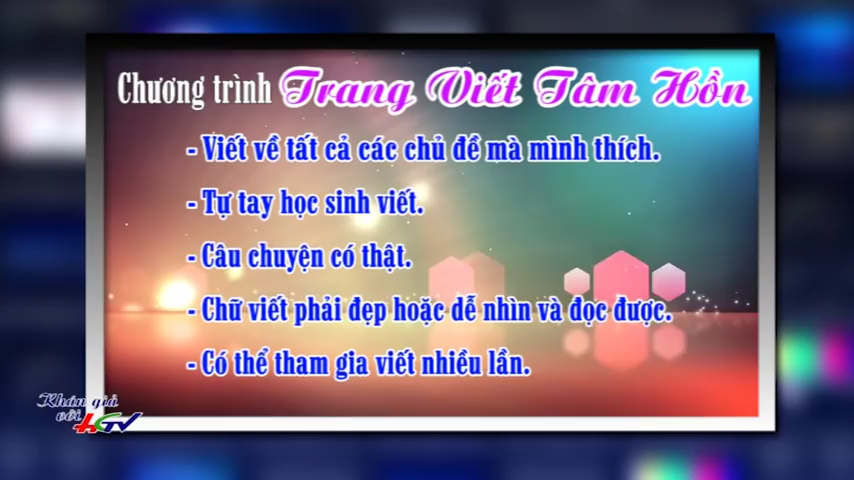 Chương trình Trang Viết Tâm Hồn
- Viết về tất cả các chủ đề mà mình thích.
- Tự tay học sinh viết.
- Câu chuyện có thật.
- Chữ viết phải đẹp hoặc dễ nhìn và đọc được.
- Có thể tham gia viết nhiều lần.
Khán giả
với HGTV